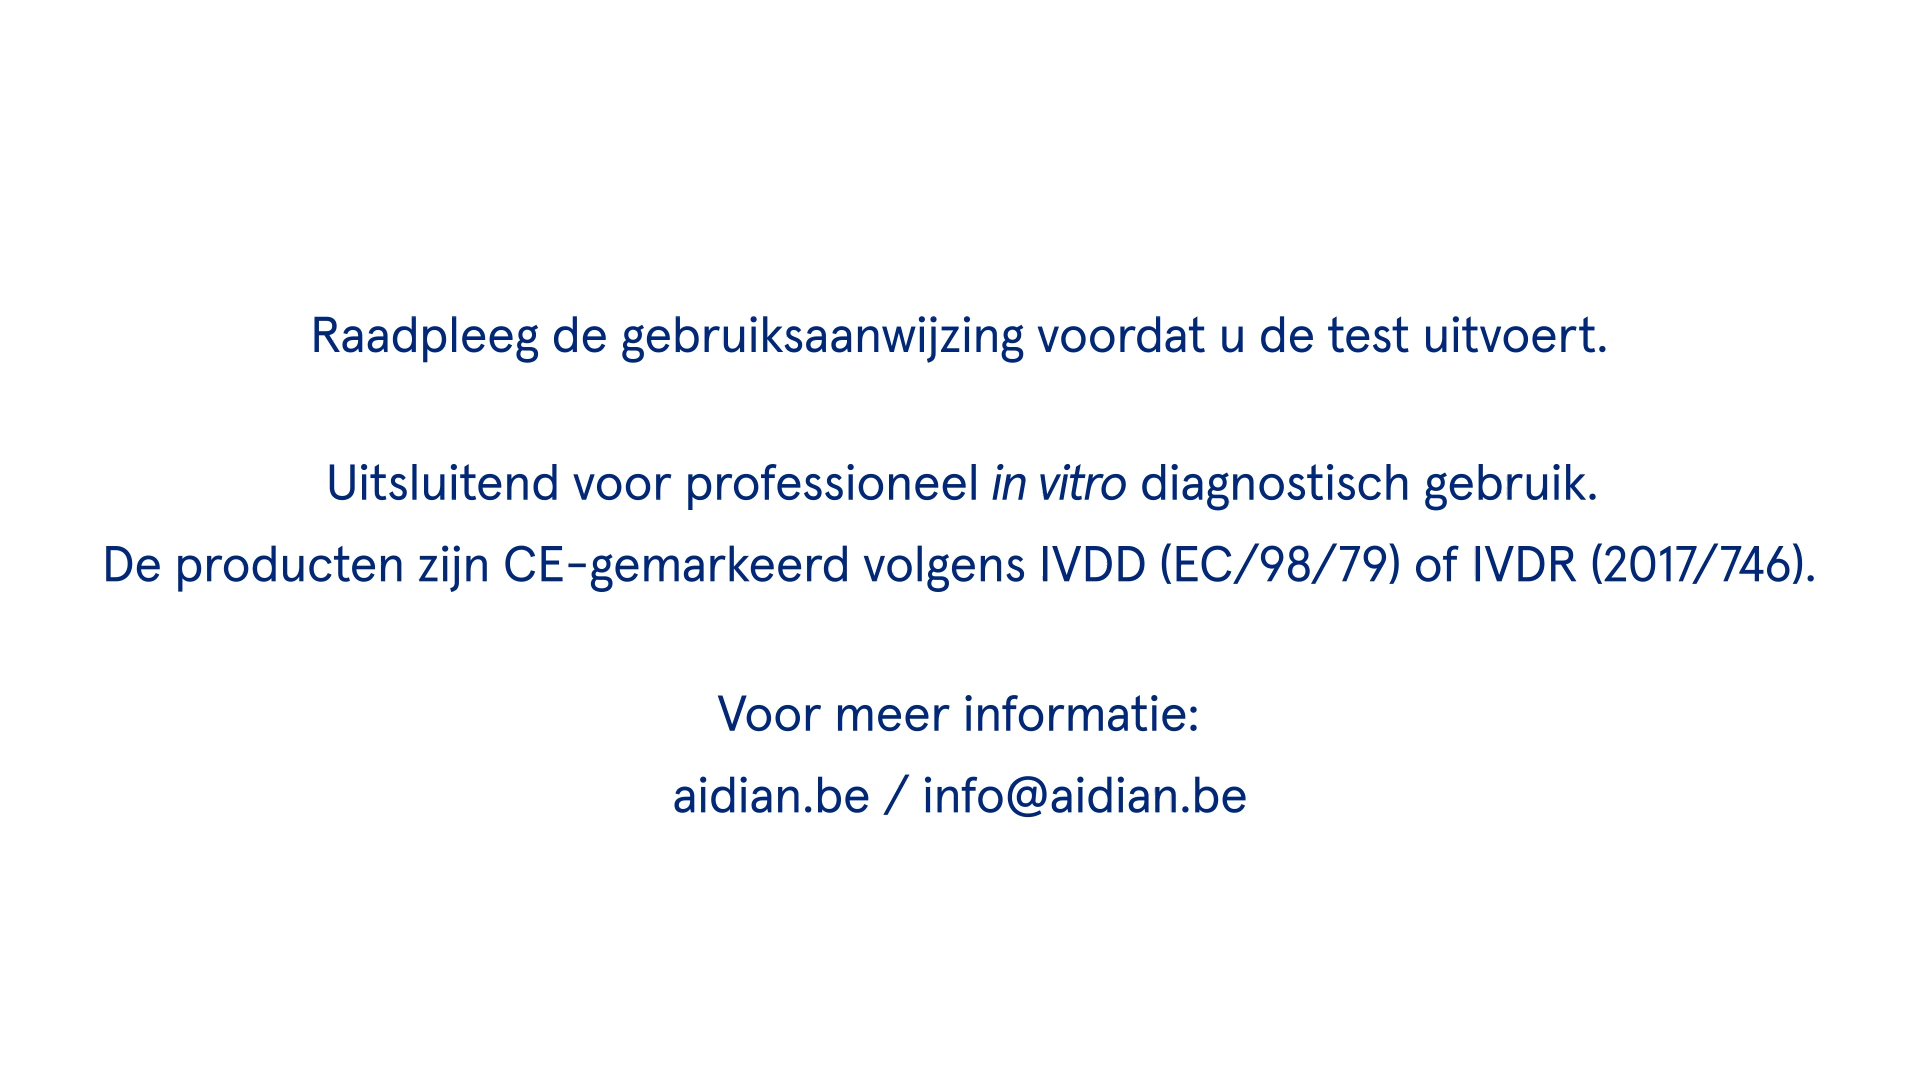 Raadpleeg de gebruiksaanwijzing voordat u de test uitvoert.
Uitsluitend voor professioneel in vitro diagnostisch gebruik.
De producten zijn CE-gemarkeerd volgens IVDD (EC/98/79) of IVDR (2017/746).
Voor meer informatie:
aidian.be / info@aidian.be